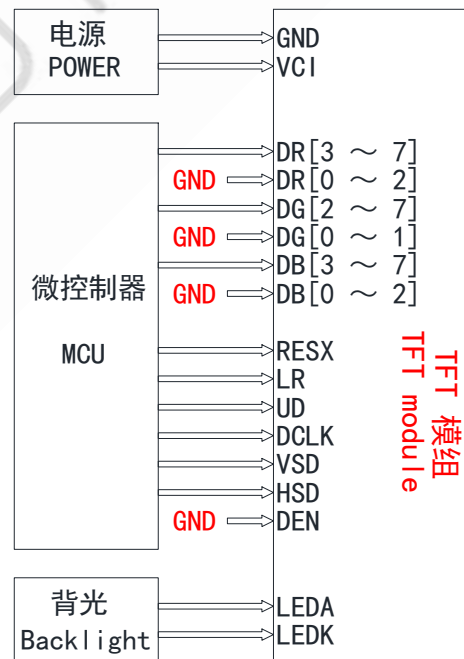 电源
POWER
GND
VCI
微控制器
MCU
DR[3 ～ 7]
GND DR[0 ～ 2]
DG[2 ～ 7]
GND DG[0 ～ 1]
DB[3 ～ 7]
GND DB[0 ～ 2]
RESX
LR
UD
DCLK
VSD
HSD
GND DEN
TFT 模组
TFT module
背光
Backlight
LEDA
LEDK